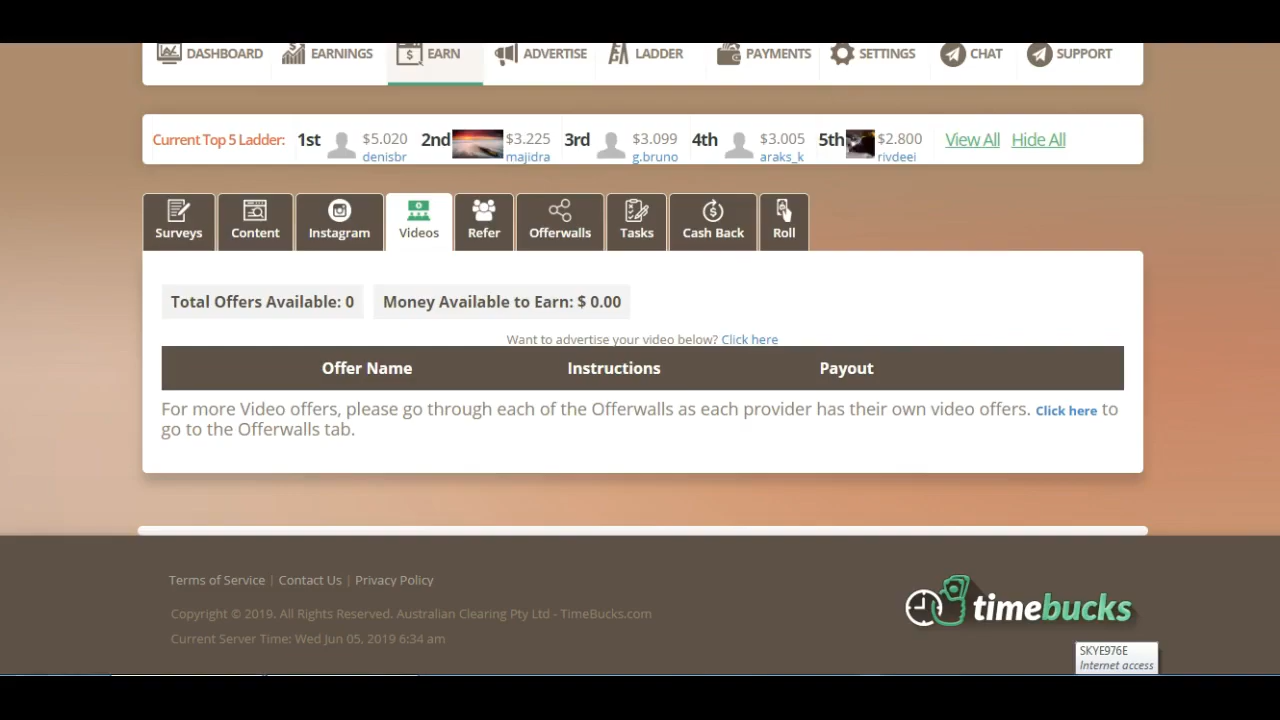 DASHBOARD EARNINGS EARN ADVERTISE LADDER PAYMENTS SETTINGS CHAT SUPPORT
Current Top 5 Ladder: 1st $5.020 2nd $3.225 3rd $3.099 4th $3.005 5th $2.800 View All Hide All
denisbr majidra g.bruno araks_k rivdeei
Surveys Content Instagram Videos Refer Offerwalls Tasks Cash Back Roll
Total Offers Available: 0 Money Available to Earn: $ 0.00
Want to advertise your video below? Click here
Offer Name Instructions Payout
For more Video offers, please go through each of the Offerwalls as each provider has their own video offers. Click here to
go to the Offerwalls tab.
Terms of Service | Contact Us | Privacy Policy
Copyright © 2019. All Rights Reserved. Australian Clearing Pty Ltd - TimeBucks.com
Current Server Time: Wed Jun 05, 2019 6:34 am
timebucks
SKYE976E
Internet access